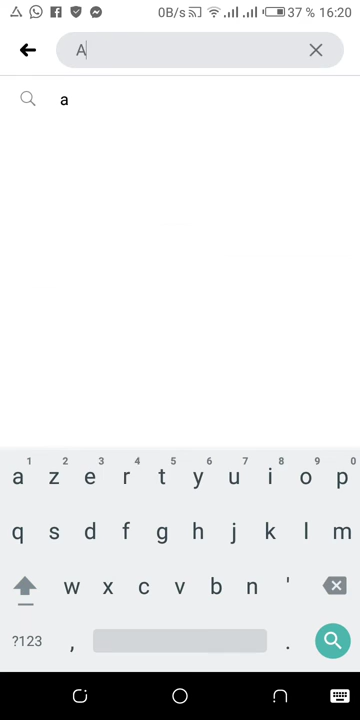 0B/s 37 % 16:20
A
a
1 2 3 4 5 6 7 8 9 0
a z e r t y u i o p
q s d f g h j k l m
w x c v b n '
?123 , .